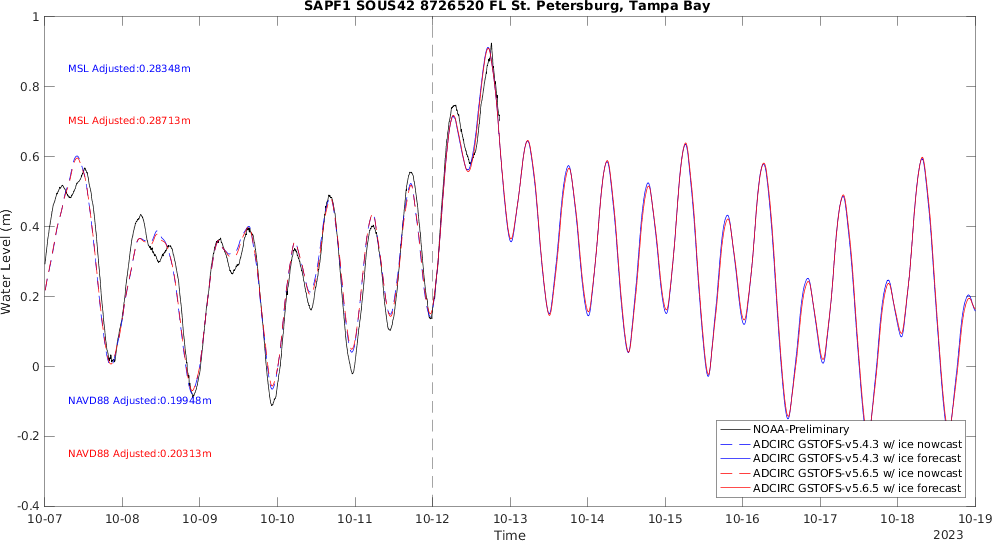 SAPF1 SOUS42 8726520 FL St. Petersburg, Tampa Bay
1
0.8
0.6
0.4
0.2
0
-0.2
-0.4
Water Level (m)
MSL Adjusted:0.28348m
MSL Adjusted:0.28713m
NAVD88 Adjusted:0.19948m
NAVD88 Adjusted:0.20313m
NOAA-Preliminary
ADCIRC GSTOFS-v5.4.3 w/ ice nowcast
ADCIRC GSTOFS-v5.4.3 w/ ice forecast
ADCIRC GSTOFS-v5.6.5 w/ ice nowcast
ADCIRC GSTOFS-v5.6.5 w/ ice forecast
10-07 10-08 10-09 10-10 10-11 10-12 10-13 10-14 10-15 10-16 10-17 10-18 10-19
Time
2023